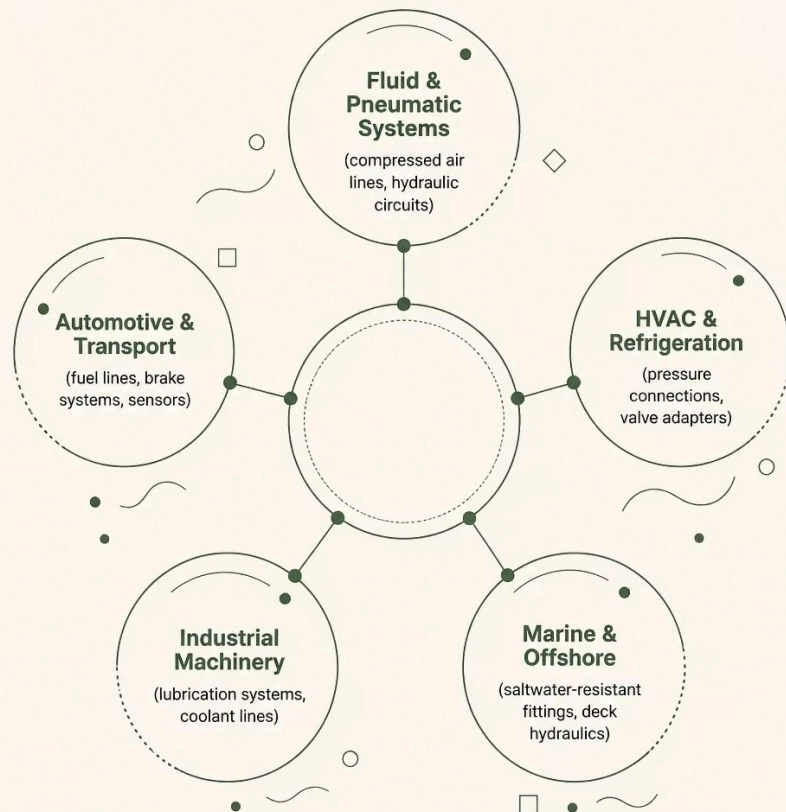 Fluid &
Pneumatic
Systems
(compressed air
lines, hydraulic
circuits)
Automotive &
Transport
(fuel lines, brake
systems, sensors)
HVAC &
Refrigeration
(pressure
connections,
valve adapters)
Industrial
Machinery
(lubrication systems,
coolant lines)
Marine &
Offshore
(saltwater-resistant
fittings, deck
hydraulics)